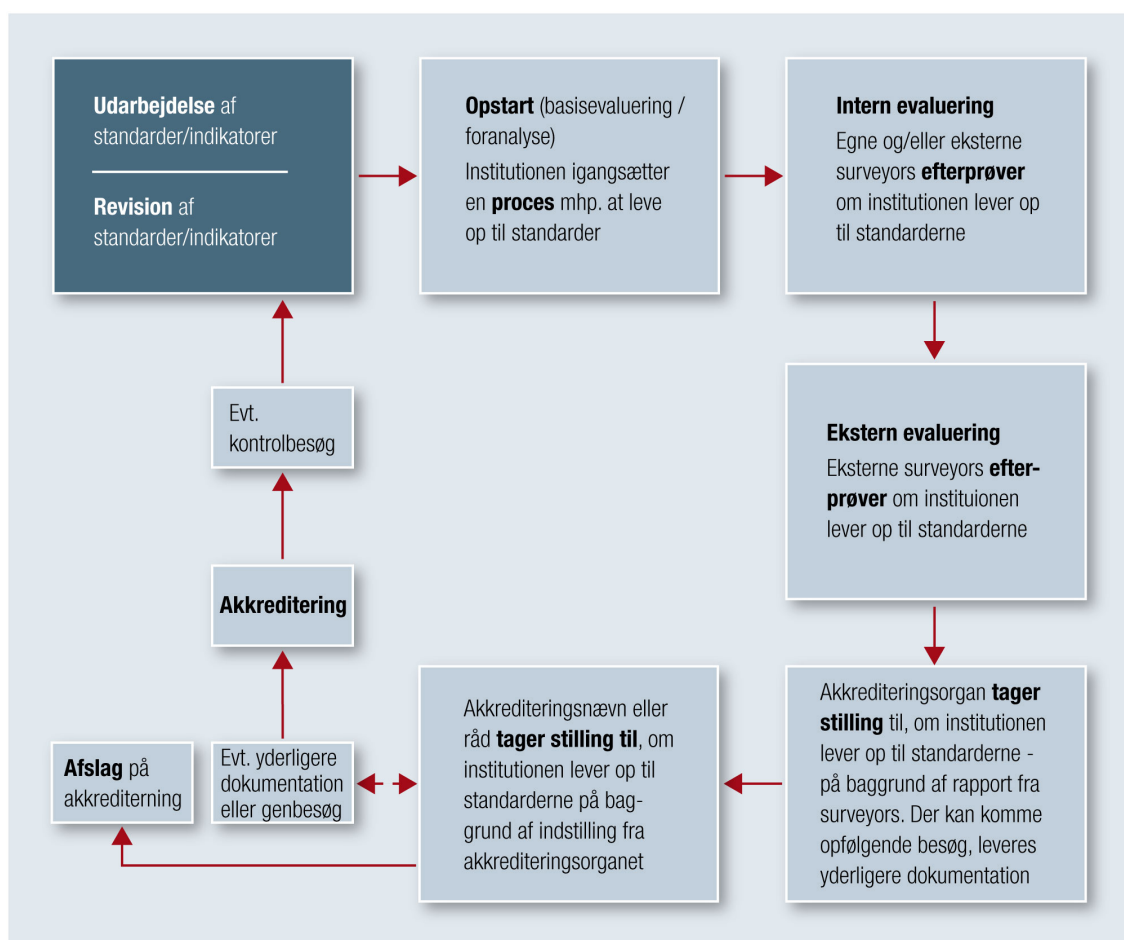 Udarbejdelse af
standarder/indikatorer
Revision af
standarder/indikatorer
Opstart (basisevaluering /
foranalyse)
Institutionen igangsætter
en proces mhp. at leve
op til standarder
Intern evaluering
Egne og/eller eksterne
surveyors efterprøver
om institutionen lever op
til standarderne
Ekstern evaluering
Eksterne surveyors efter-
prøver om instituionen
lever op til standarderne
Akkrediteringsorgan tager
stilling til, om institutionen
lever op til standarderne -
på baggrund af rapport fra
surveyors. Der kan komme
opfølgende besøg, leveres
yderligere dokumentation
Akkrediteringsnævn eller
råd tager stilling til, om
institutionen lever op til
standarderne på bag-
grund af indstilling fra
akkrediteringsorganet
Evt. yderligere
dokumentation
eller genbesøg
Afslag på
akkrediterning
Akkreditering
Evt.
kontrolbesøg